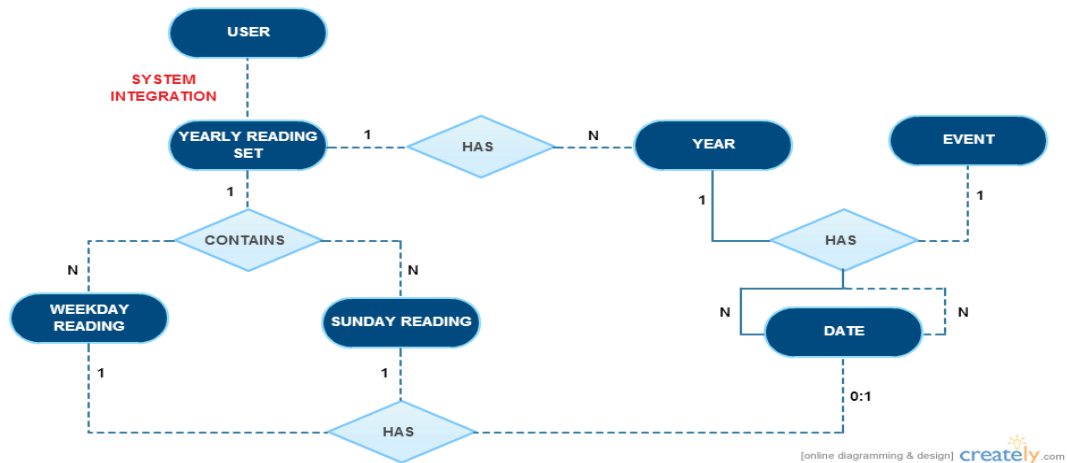 USER
SYSTEM
INTEGRATION
YEARLY READING
SET
1
HAS
N
YEAR
EVENT
1
1
1
CONTAINS
HAS
N
N
WEEKDAY
READING
SUNDAY READING
N
DATE
N
1
1
0:1
HAS
[online diagramming & design] creately.com